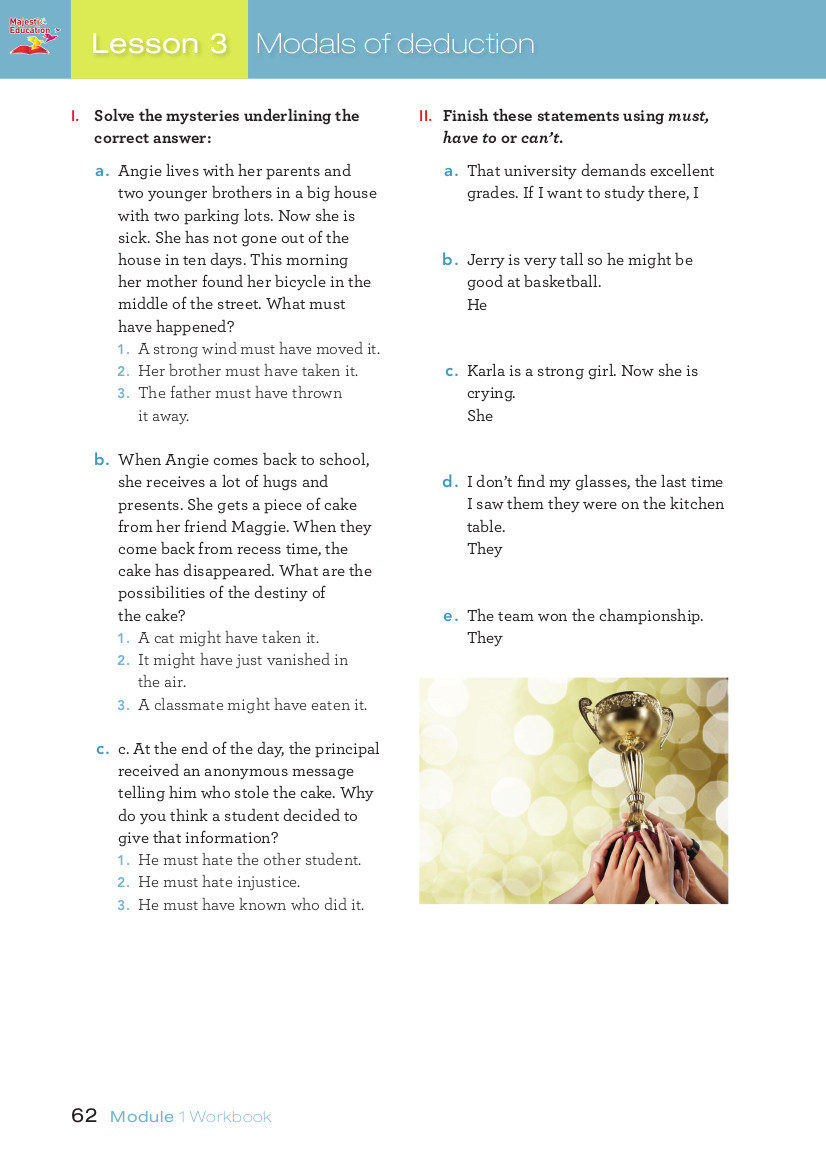 Majestic
Education
Lesson 3
Modals of deduction
I. Solve the mysteries underlining the
correct answer:
a. Angie lives with her parents and
two younger brothers in a big house
with two parking lots. Now she is
sick. She has not gone out of the
house in ten days. This morning
her mother found her bicycle in the
middle of the street. What must
have happened?
1. A strong wind must have moved it.
2. Her brother must have taken it.
3. The father must have thrown
it away.
b. When Angie comes back to school,
she receives a lot of hugs and
presents. She gets a piece of cake
from her friend Maggie. When they
come back from recess time, the
cake has disappeared. What are the
possibilities of the destiny of
the cake?
1. A cat might have taken it.
2. It might have just vanished in
the air.
3. A classmate might have eaten it.
c. c. At the end of the day, the principal
received an anonymous message
telling him who stole the cake. Why
do you think a student decided to
give that information?
1. He must hate the other student.
2. He must hate injustice.
3. He must have known who did it.
II. Finish these statements using must,
have to or can't.
a. That university demands excellent
grades. If I want to study there, I
b. Jerry is very tall so he might be
good at basketball.
He
c. Karla is a strong girl. Now she is
crying.
She
d. I don't find my glasses, the last time
I saw them they were on the kitchen
table.
They
e. The team won the championship.
They
62 Module 1 Workbook